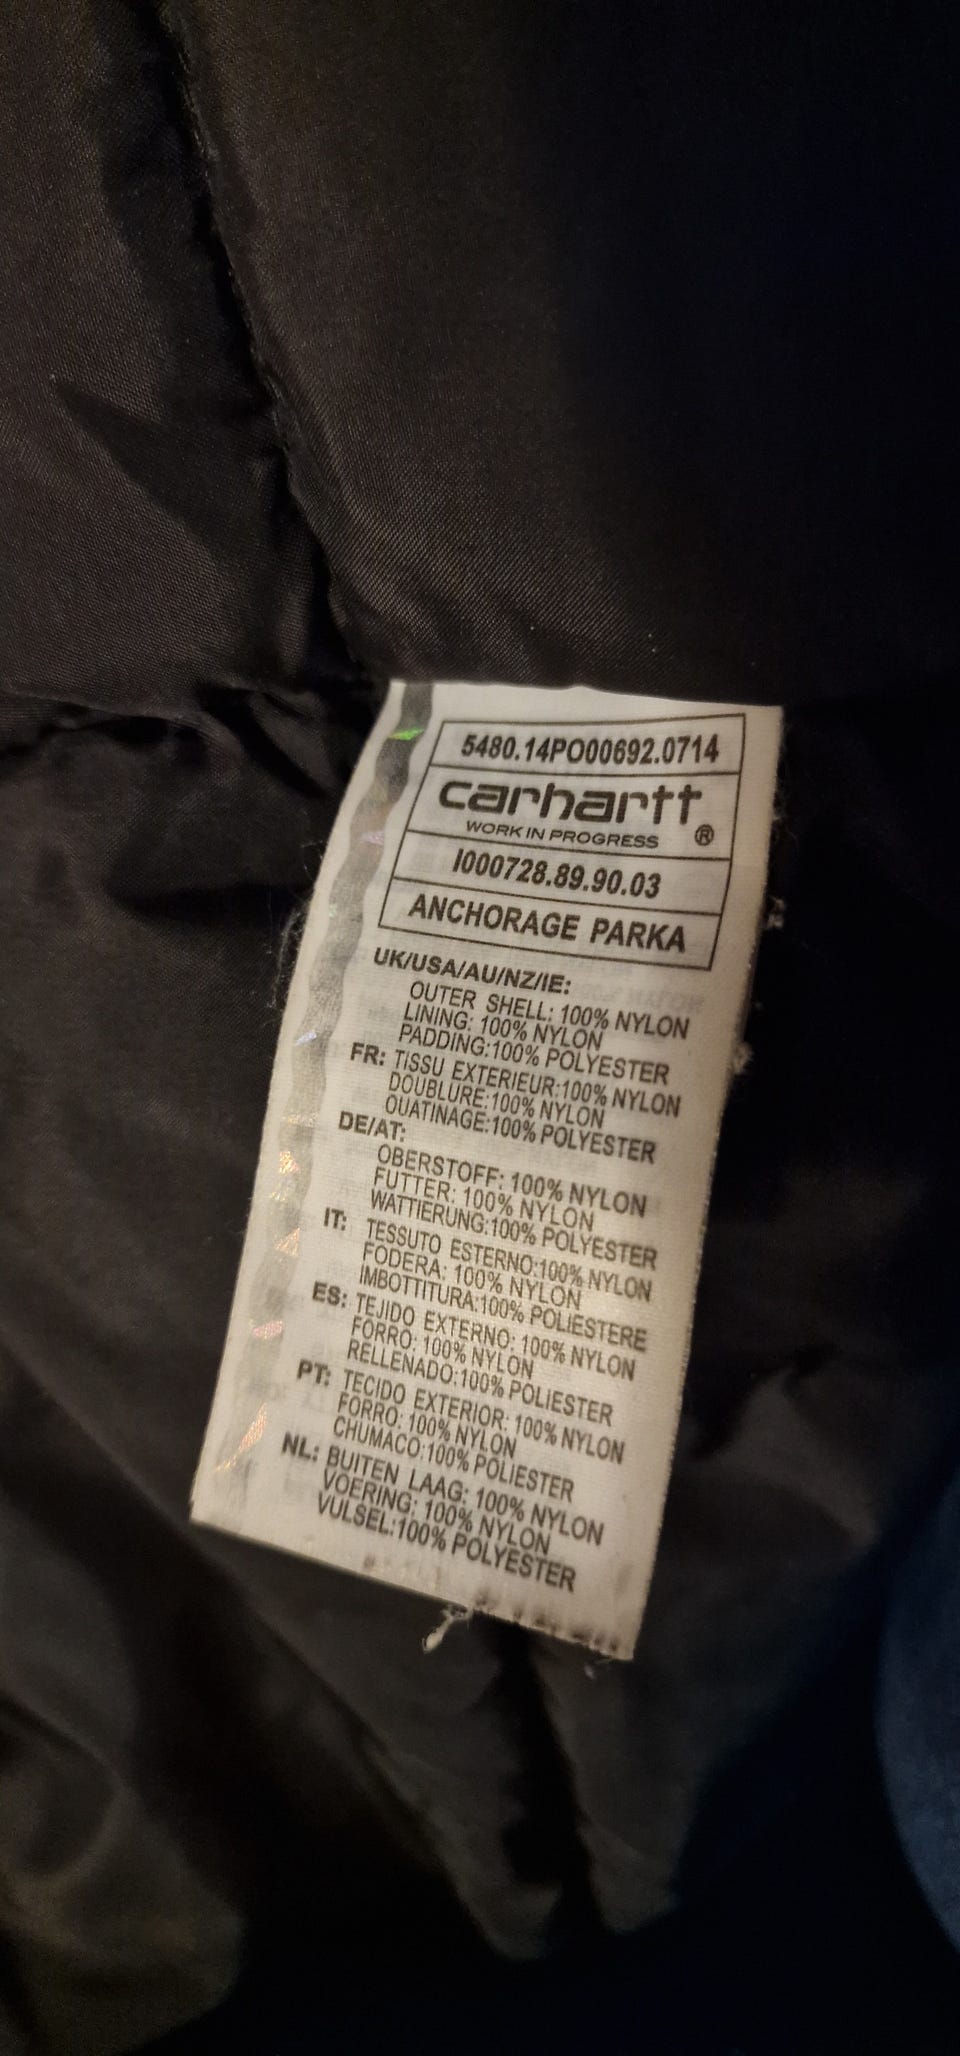 5480.14PO00692.0714
carhartt ®
WORK IN PROGRESS
I000728.89.90.03
ANCHORAGE PARKA
UK/USA/AU/NZ/IE:
OUTER SHELL: 100% NYLON
LINING: 100% NYLON
PADDING:100% POLYESTER
FR: TISSU EXTERIEUR:100% NYLON
DOUBLURE:100% NYLON
OUATINAGE:100% POLYESTER
DE/AT:
OBERSTOFF: 100% NYLON
FUTTER: 100% NYLON
WATTIERUNG:100% POLYESTER
IT: TESSUTO ESTERNO:100% NYLON
FODERA: 100% NYLON
IMBOTTITURA:100% POLIESTERE
ES: TEJIDO EXTERNO: 100% NYLON
FORRO: 100% NYLON
RELLENADO:100% POLIESTER
PT: TECIDO EXTERIOR: 100% NYLON
FORRO: 100% NYLON
CHUMACO:100% POLIESTER
NL: BUITEN LAAG: 100% NYLON
VOERING: 100% NYLON
VULSEL:100% POLYESTER